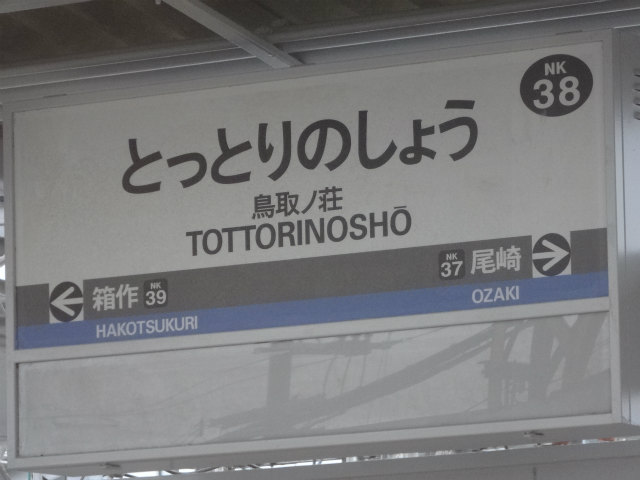 NK
38
とっとりのしょう
鳥取ノ荘
TOTTORINOSHŌ
箱作 NK 39
HAKOTSUKURI
NK 37 尾崎
OZAKI